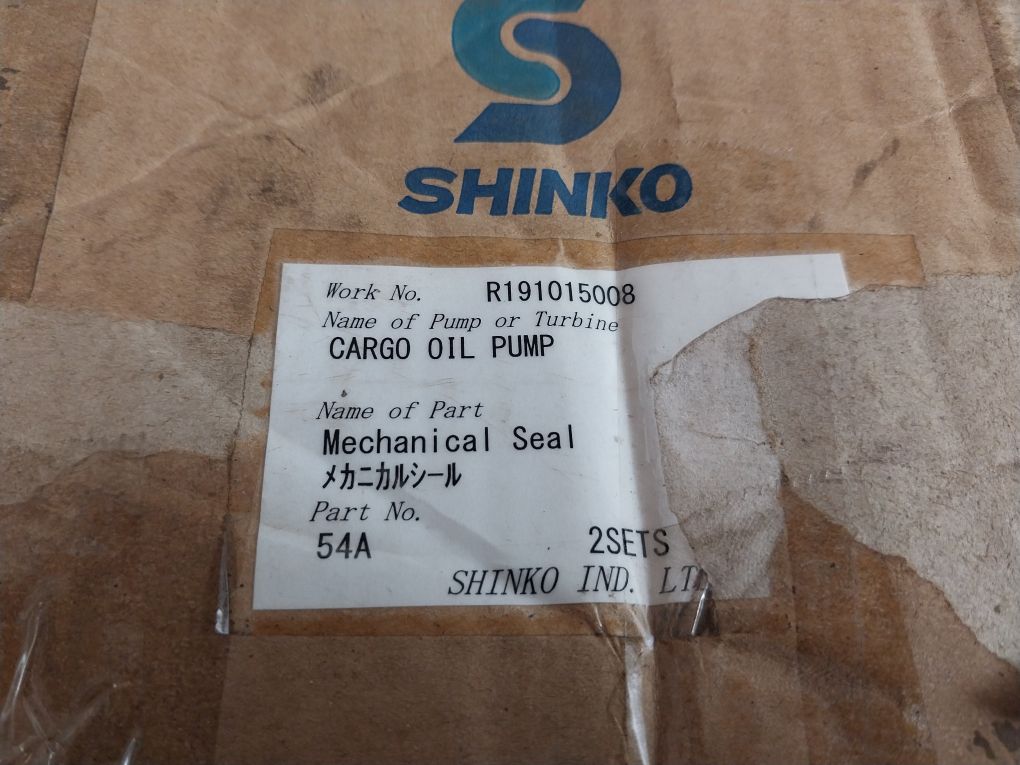 SHINKO
Work No. R191015008
Name of Pump or Turbine
CARGO OIL PUMP
Name of Part
Mechanical Seal
メカニカルシール
Part No.
54A 2SETS
SHINKO IND.